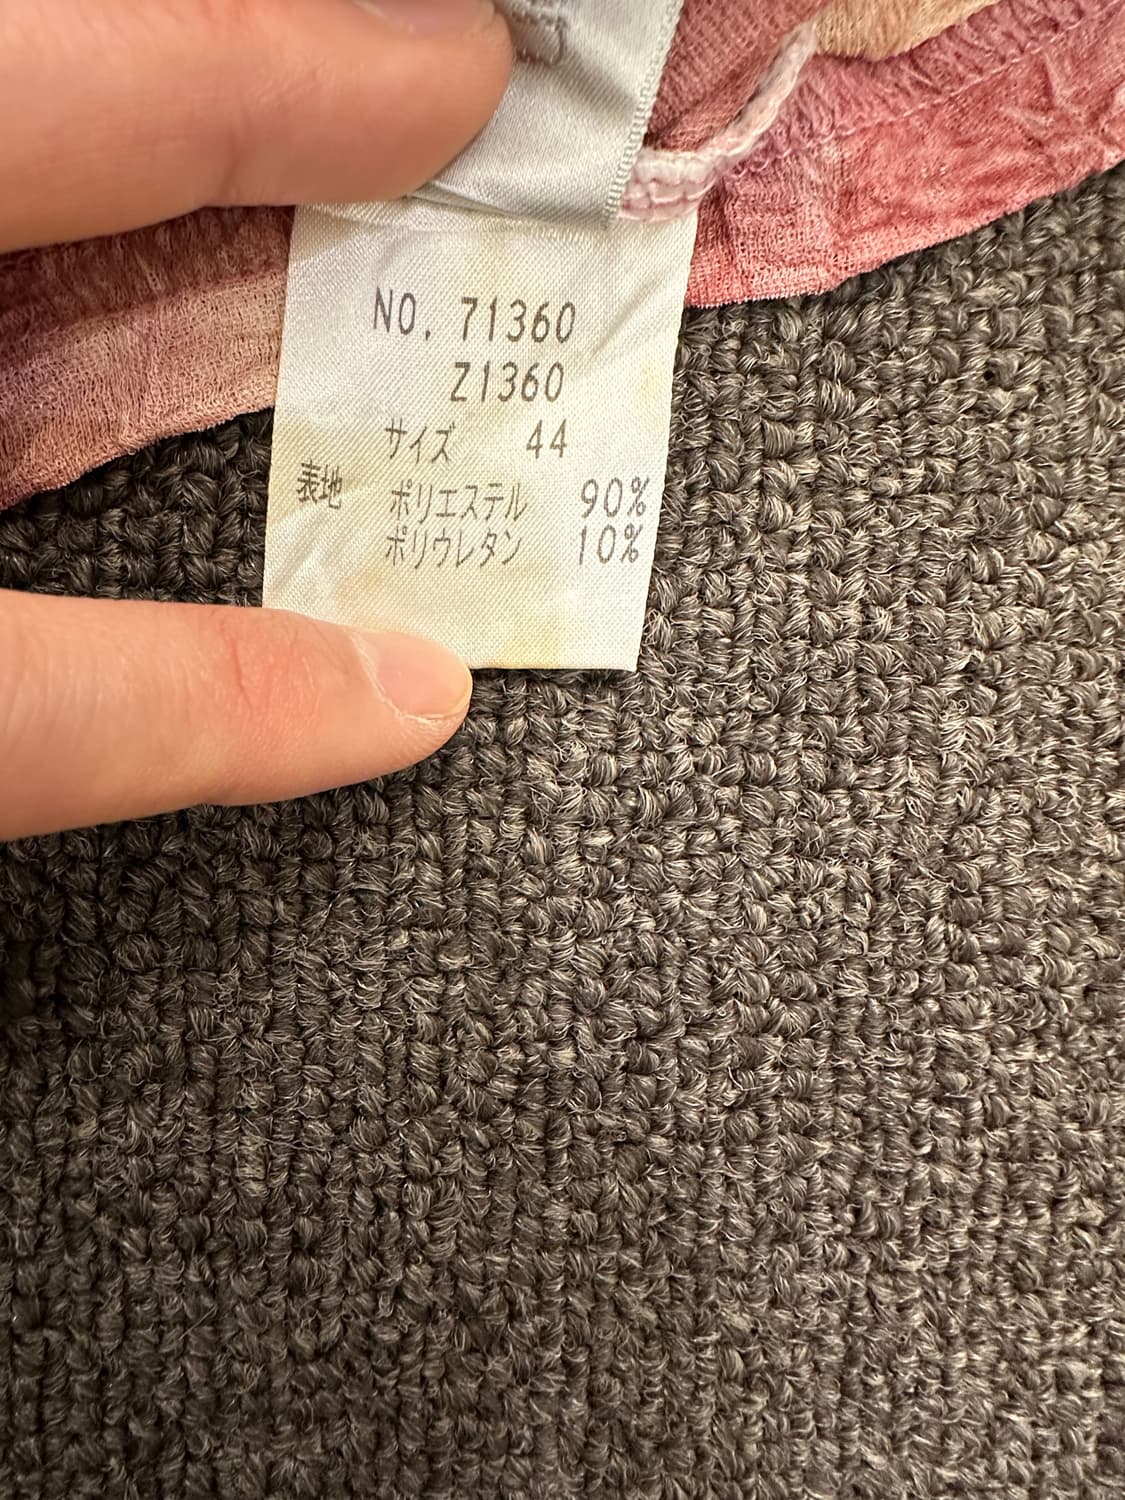 NO. 71360
Z1360
サイズ 44
表地 ポリエステル 90%
ポリウレタン 10%